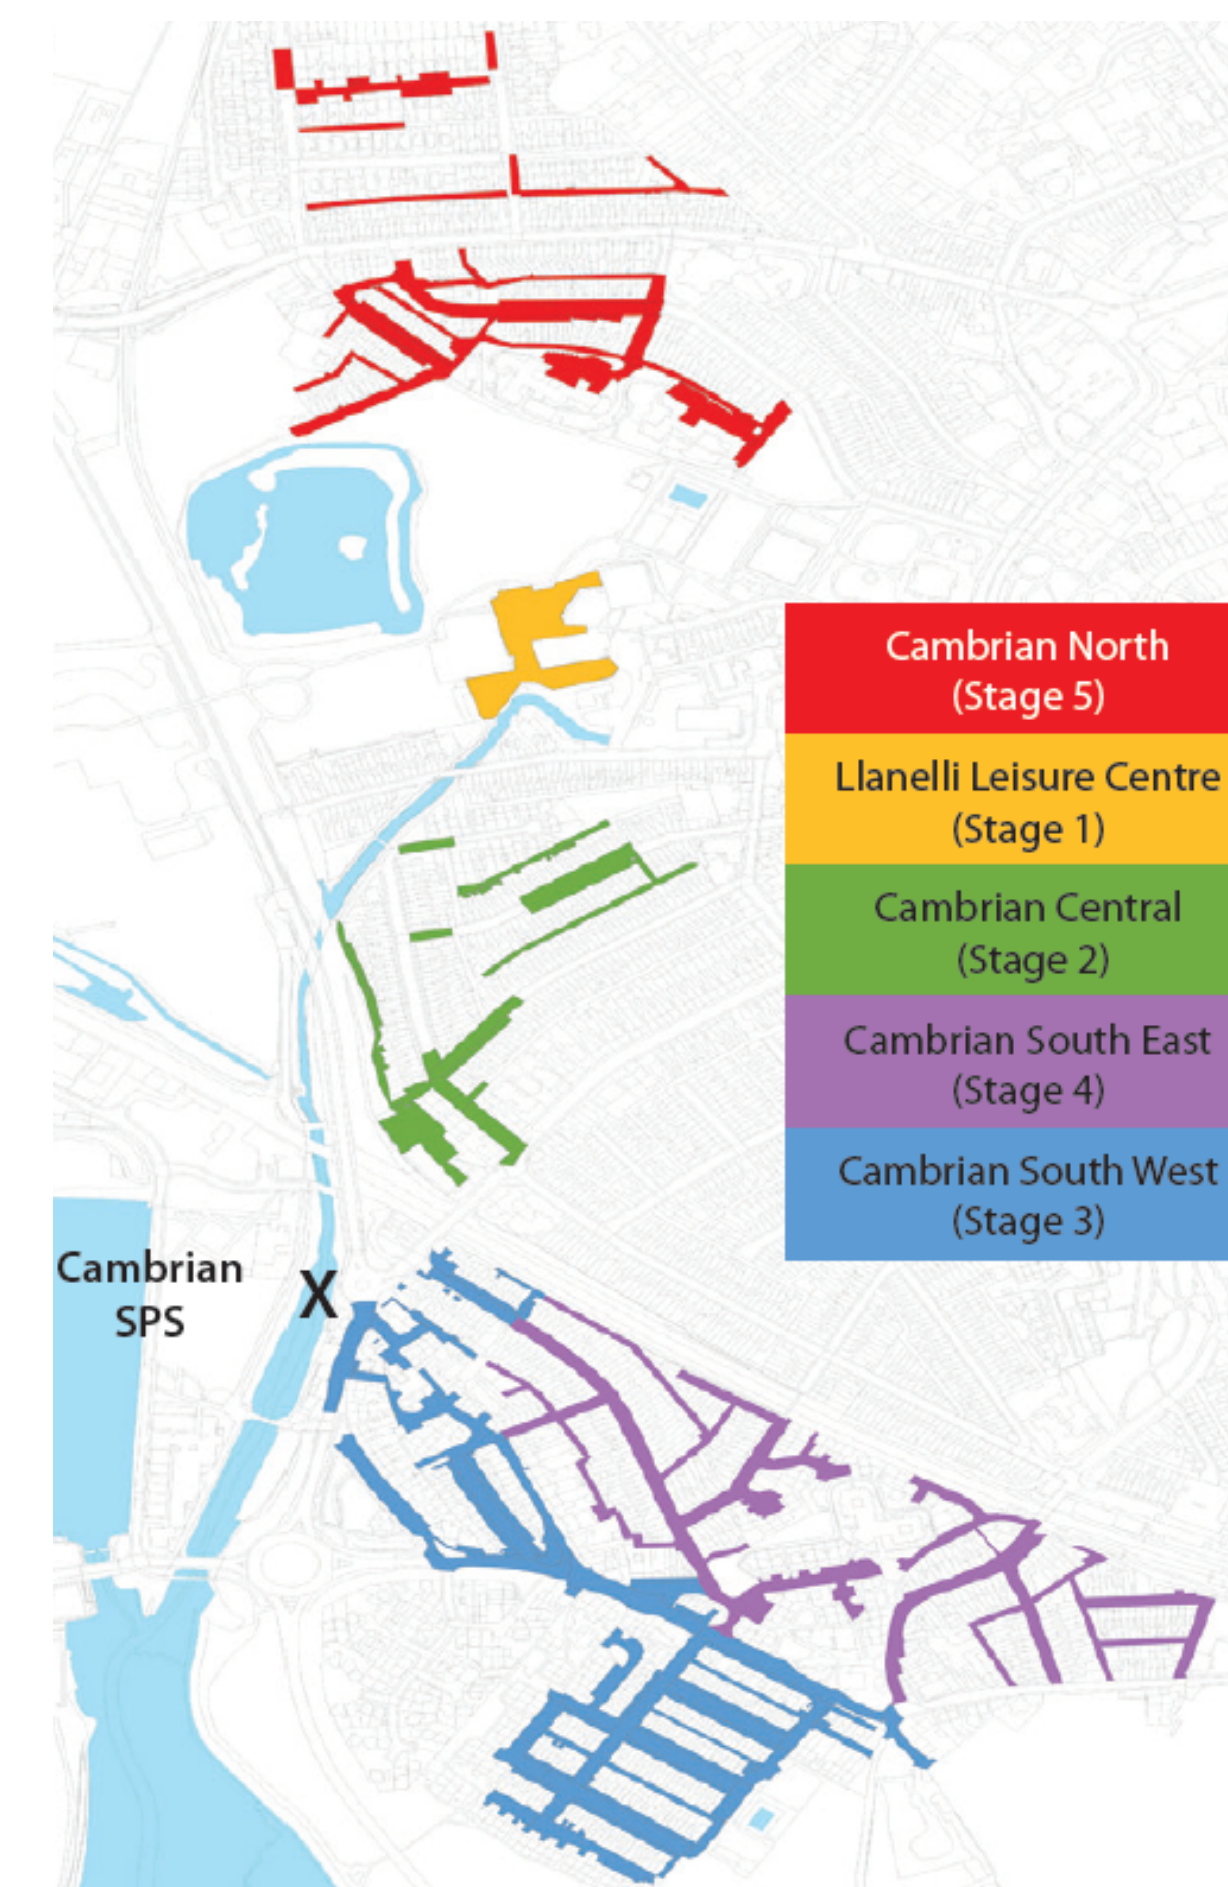 Cambrian North
(Stage 5)
Llanelli Leisure Centre
(Stage 1)
Cambrian Central
(Stage 2)
Cambrian South East
(Stage 4)
Cambrian South West
(Stage 3)
Cambrian
SPS
X